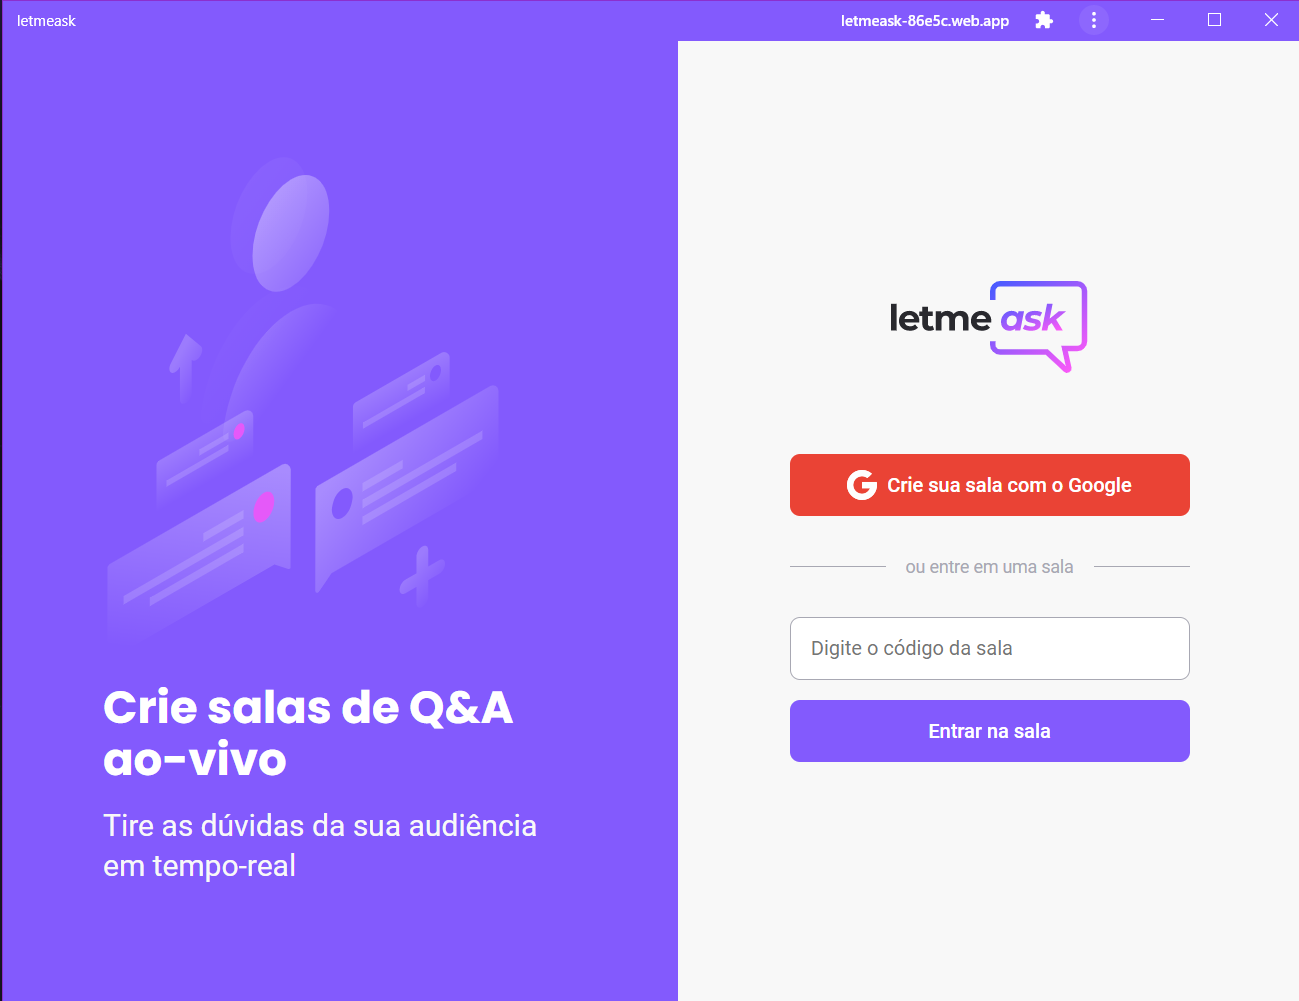 letmeask
letmeask-86e5c.web.app
Crie salas de Q&A
ao-vivo
Tire as dúvidas da sua audiência
em tempo-real
letme ask
G Crie sua sala com o Google
ou entre em uma sala
Digite o código da sala
Entrar na sala